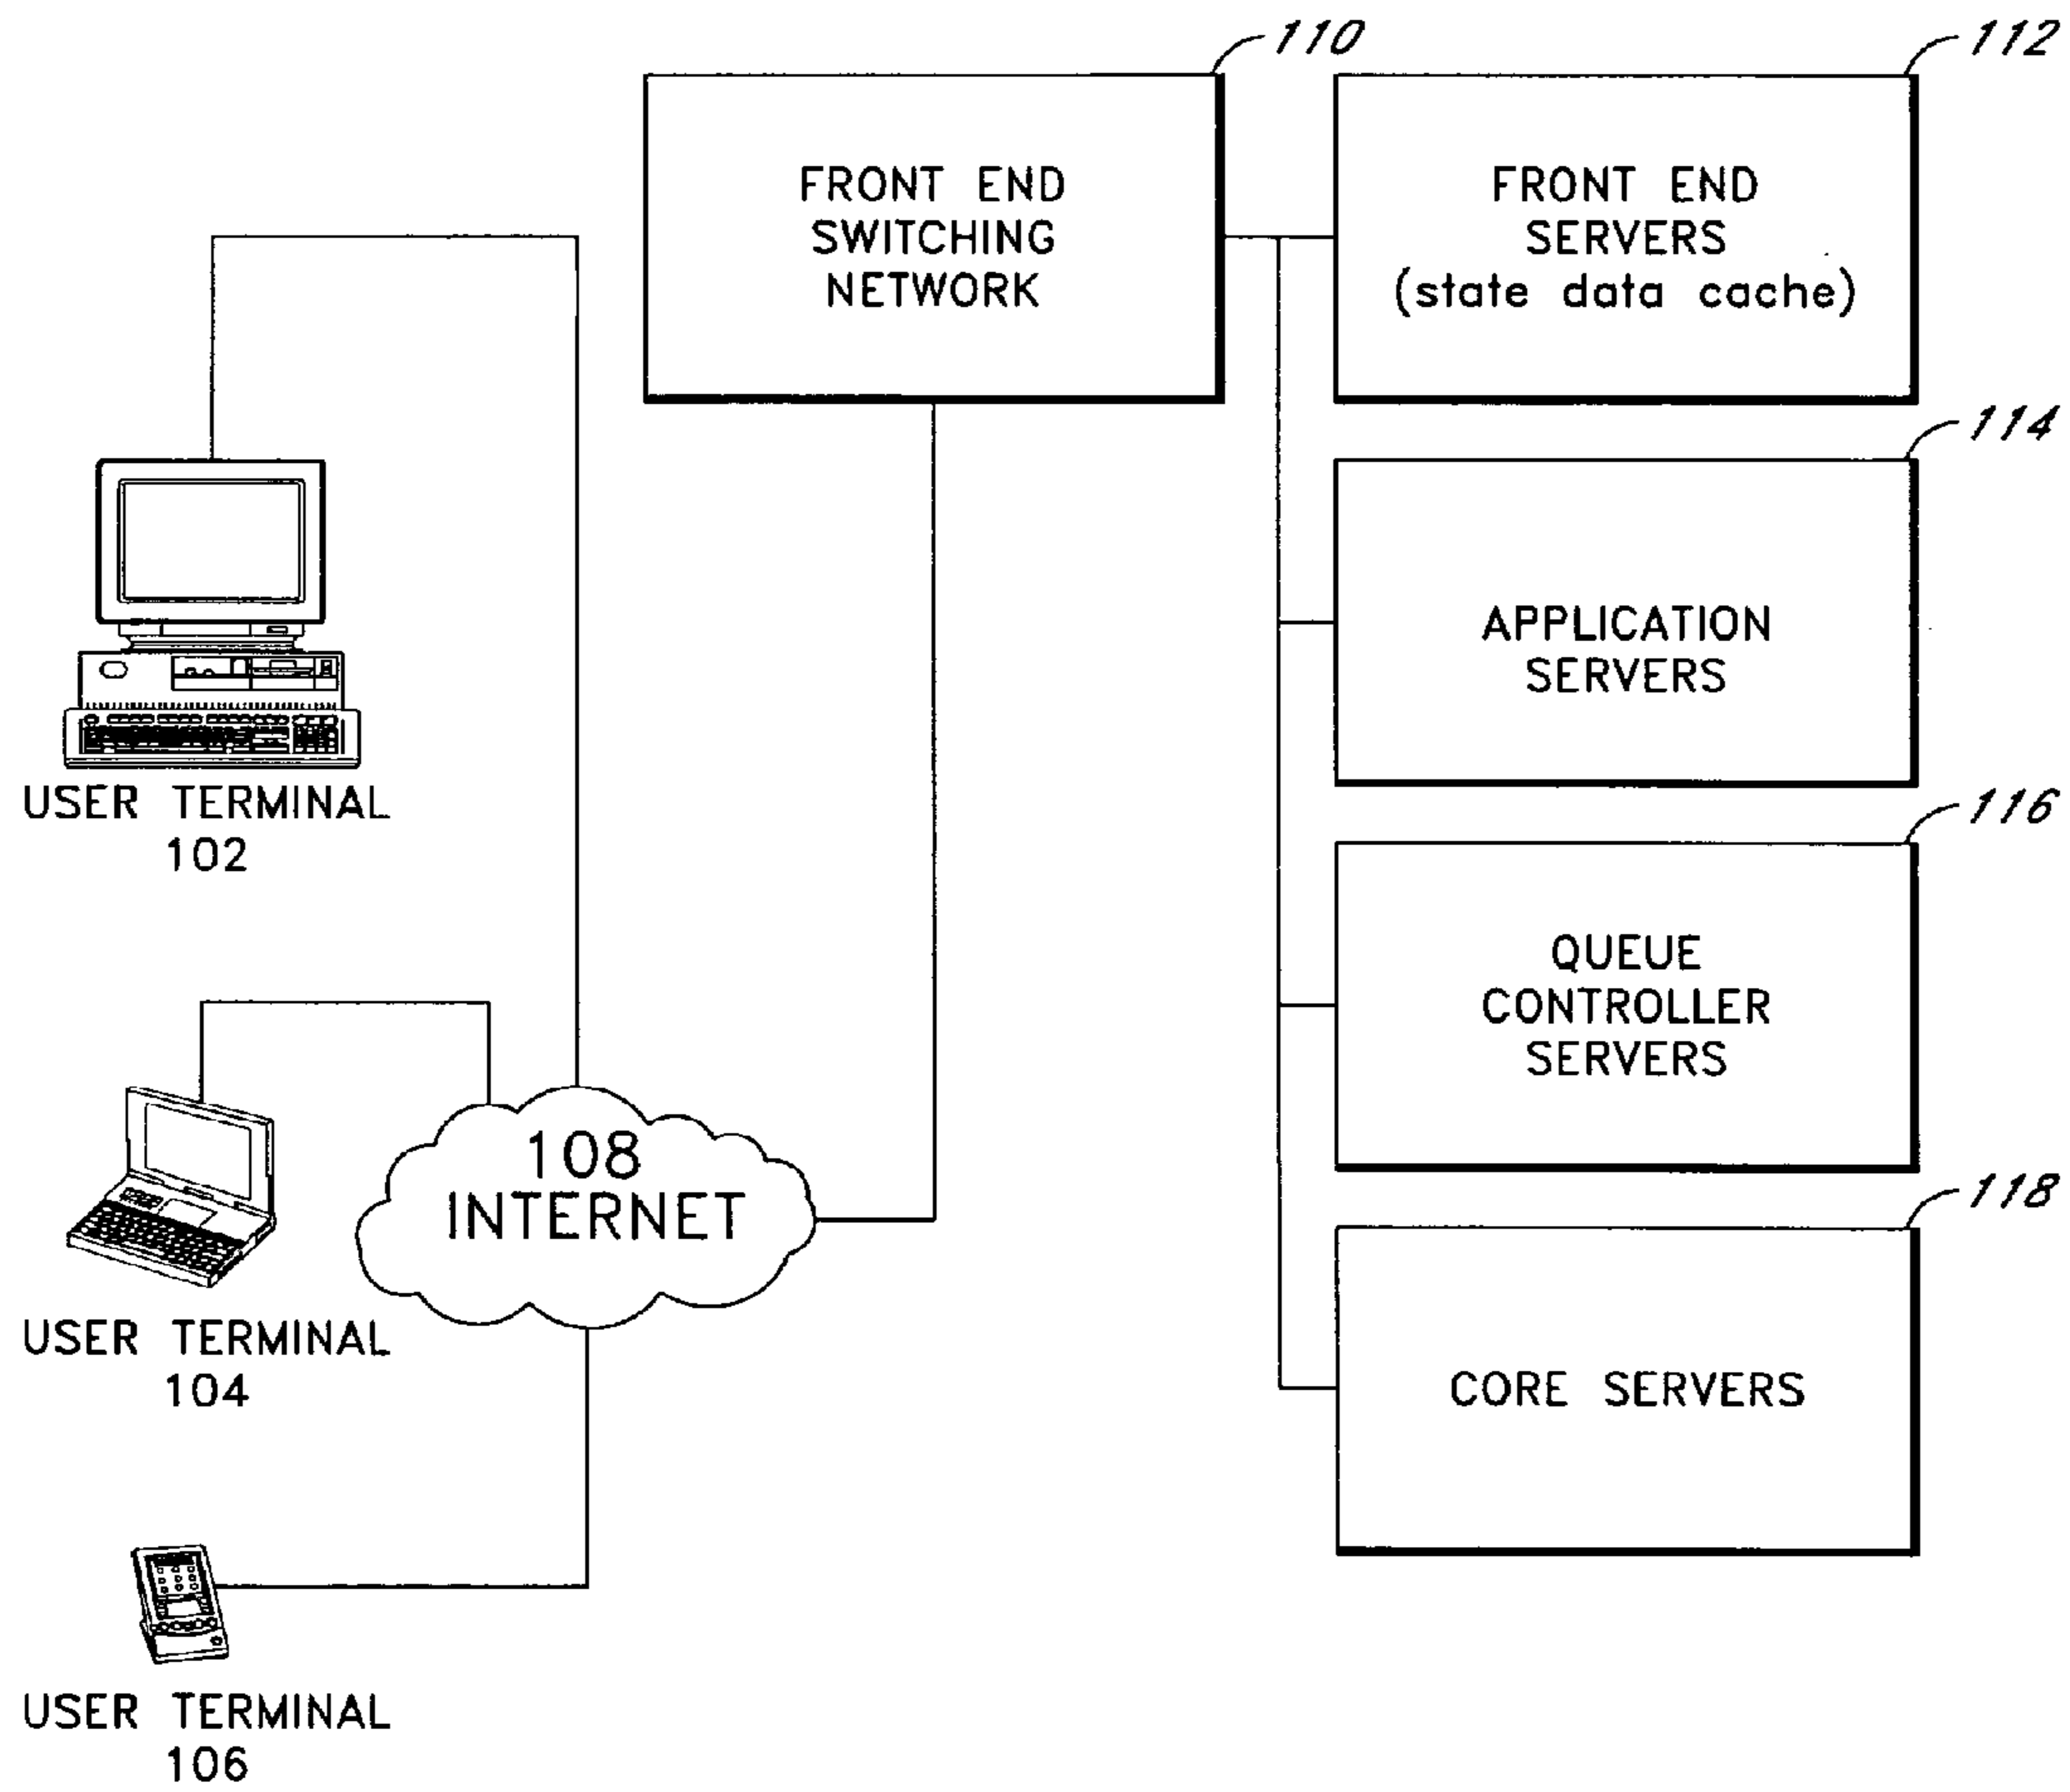 110
112
FRONT END
SWITCHING
NETWORK
FRONT END
SERVERS
(state data cache)
114
APPLICATION
SERVERS
USER TERMINAL
102
116
QUEUE
CONTROLLER
SERVERS
108
INTERNET
118
USER TERMINAL
104
CORE SERVERS
USER TERMINAL
106